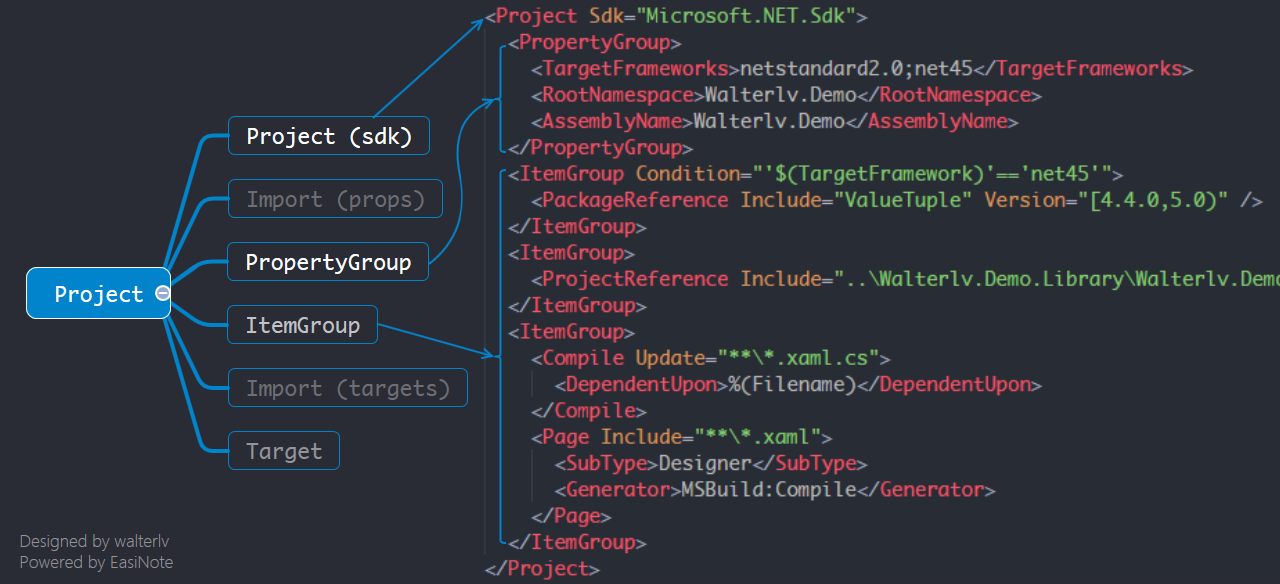 Project
Project (sdk)
Import (props)
PropertyGroup
ItemGroup
Import (targets)
Target
<Project Sdk="Microsoft.NET.Sdk">
<PropertyGroup>
<TargetFrameworks>netstandard2.0;net45</TargetFrameworks>
<RootNamespace>Walterlv.Demo</RootNamespace>
<AssemblyName>Walterlv.Demo</AssemblyName>
</PropertyGroup>
<ItemGroup Condition="'$(TargetFramework)'=='net45'">
<PackageReference Include="ValueTuple" Version="[4.4.0,5.0)" />
</ItemGroup>
<ItemGroup>
<ProjectReference Include="..\Walterlv.Demo.Library\Walterlv.Demo
</ItemGroup>
<ItemGroup>
<Compile Update="**\*.xaml.cs">
<DependentUpon>%(Filename)</DependentUpon>
</Compile>
<Page Include="**\*.xaml">
<SubType>Designer</SubType>
<Generator>MSBuild:Compile</Generator>
</Page>
</ItemGroup>
</Project>
Designed by walterlv
Powered by EasiNote